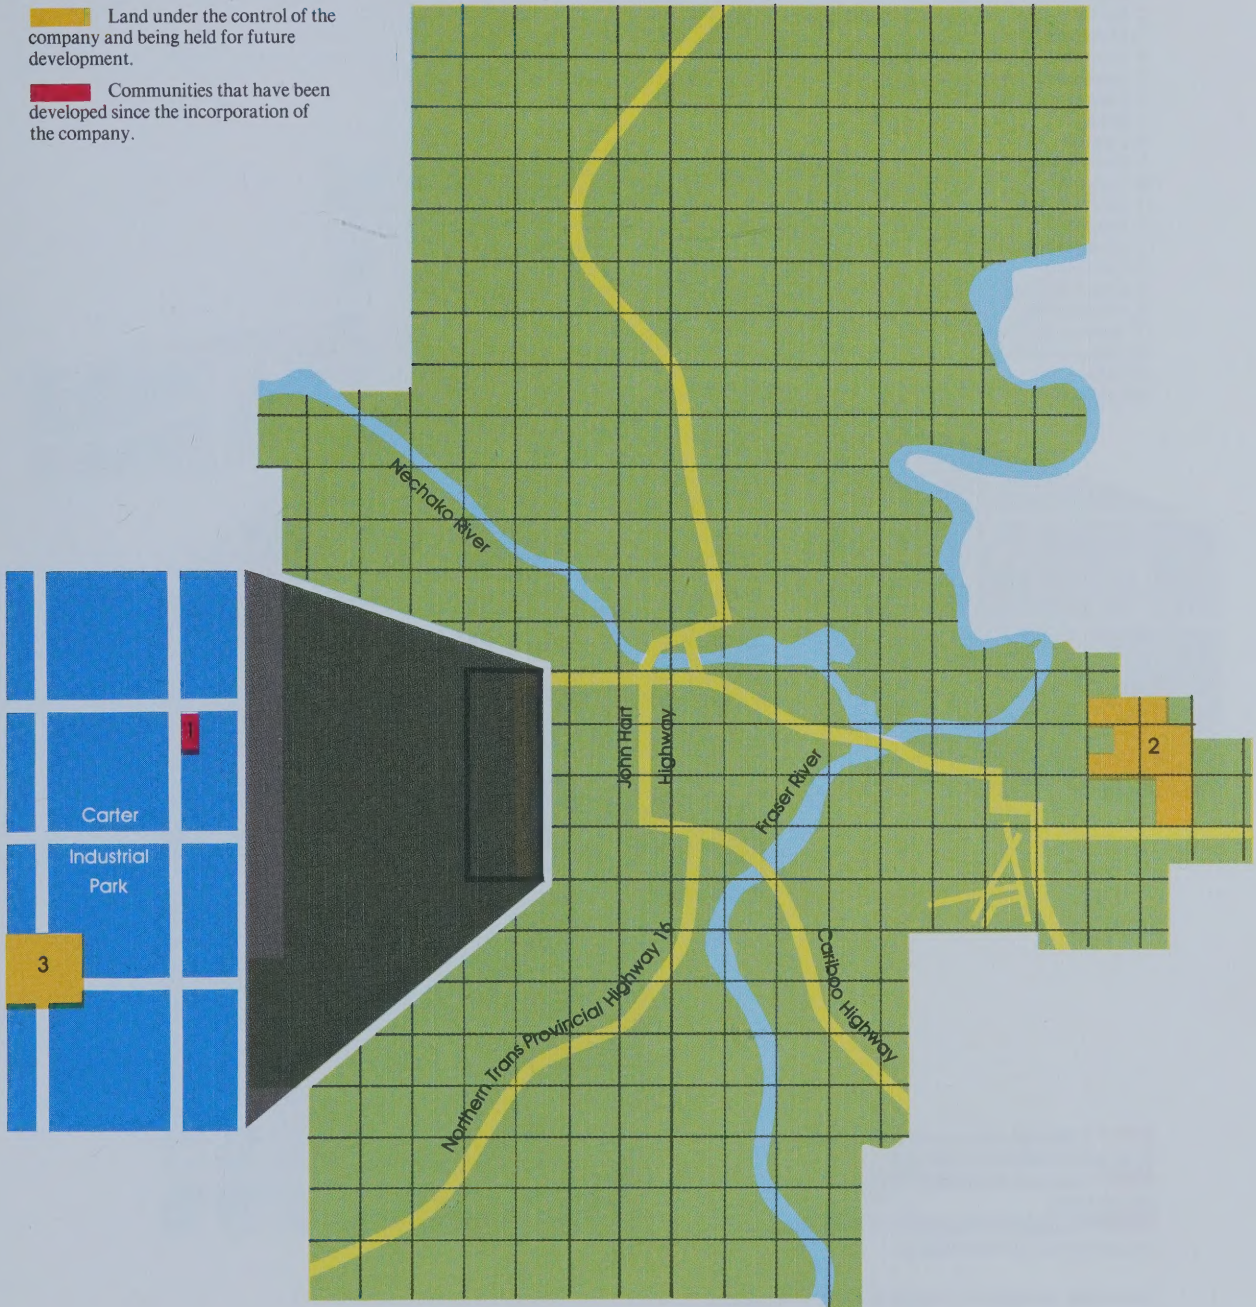 Land under the control of the
company and being held for future
development.
Communities that have been
developed since the incorporation of
the company.
Nechako River
John Hart
Highway
Fraser River
1
2
Carter
Industrial
Park
3
Cariboo Highway
Northern Trans Provincial Highway 16